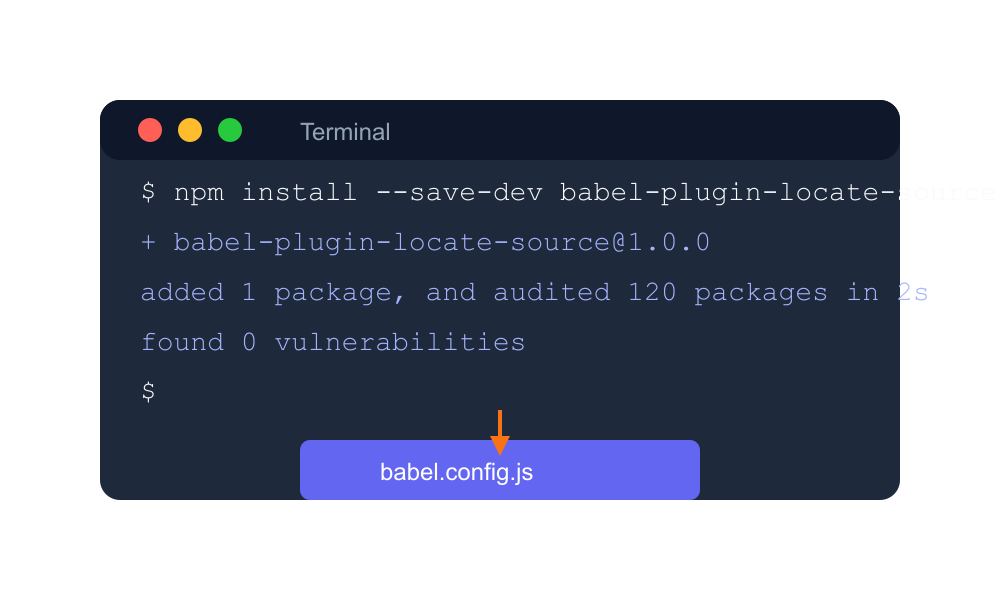 Terminal
$ npm install --save-dev babel-plugin-locate-source
+ babel-plugin-locate-source@1.0.0
added 1 package, and audited 120 packages in 2s
found 0 vulnerabilities
$
babel.config.js